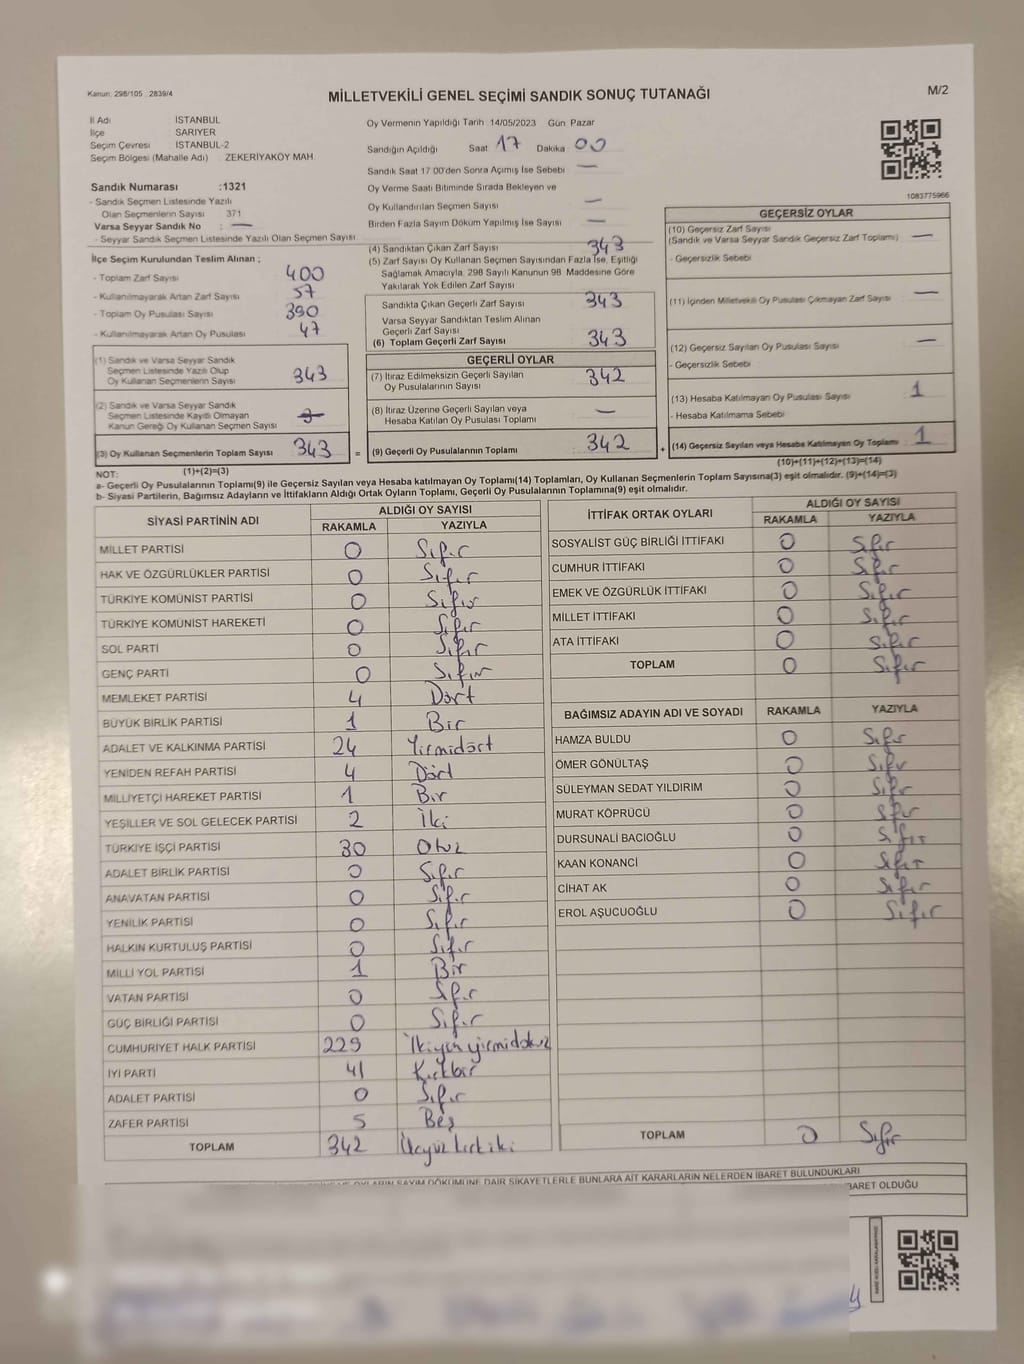 Kanun: 298/105 2839/4
MİLLETVEKİLİ GENEL SEÇİMİ SANDIK SONUÇ TUTANAĞI
M/2
İl Adı : İSTANBUL
İlçe : SARIYER
Seçim Çevresi : İSTANBUL-2
Seçim Bölgesi (Mahalle Adı) : ZEKERİYAKÖY MAH.
Sandık Numarası :1321
- Sandık Seçmen Listesinde Yazılı
Olan Seçmenlerin Sayısı 371
Varsa Seyyar Sandık No : —
- Seyyar Sandık Seçmen Listesinde Yazılı Olan Seçmen Sayısı
İlçe Seçim Kurulundan Teslim Alınan ;
- Toplam Zarf Sayısı 400
- Kullanılmayarak Artan Zarf Sayısı 57
- Toplam Oy Pusulası Sayısı 390
- Kullanılmayarak Artan Oy Pusulası 47
Oy Vermenin Yapıldığı Tarih :14/05/2023 Gün: Pazar
Sandığın Açıldığı Saat 17 Dakika 00
Sandık Saat 17:00'den Sonra Açımış İse Sebebi —
Oy Verme Saati Bitiminde Sırada Bekleyen ve
Oy Kullandırılan Seçmen Sayısı —
Birden Fazla Sayım Döküm Yapılmış İse Sayısı —
(4) Sandıktan Çıkan Zarf Sayısı 343
(5) Zarf Sayısı Oy Kullanan Seçmen Sayısından Fazla İse, Eşitliği
Sağlamak Amacıyla, 298 Sayılı Kanunun 98. Maddesine Göre
Yakılarak Yok Edilen Zarf Sayısı
Sandıkta Çıkan Geçerli Zarf Sayısı 343
Varsa Seyyar Sandıktan Teslim Alınan
Geçerli Zarf Sayısı
(6) Toplam Geçerli Zarf Sayısı 343
1083775966
GEÇERSİZ OYLAR
(10) Geçersiz Zarf Sayısı
(Sandık ve Varsa Seyyar Sandık Geçersiz Zarf Toplamı) —
- Geçersizlik Sebebi
(11) İçinden Milletvekili Oy Pusulası Çıkmayan Zarf Sayısı —
(12) Geçersiz Sayılan Oy Pusulası Sayısı —
- Geçersizlik Sebebi
(13) Hesaba Katılmayan Oy Pusulası Sayısı 1
- Hesaba Katılmama Sebebi
(14) Geçersiz Sayılan veya Hesaba Katılmayan Oy Toplamı : 1
(10)+(11)+(12)+(13)=(14)
(1) Sandık ve Varsa Seyyar Sandık
Seçmen Listesinde Yazılı Olup
Oy Kullanan Seçmenlerin Sayısı 343
(2) Sandık ve Varsa Seyyar Sandık
Seçmen Listesinde Kayıtlı Olmayan
Kanun Gereği Oy Kullanan Seçmen Sayısı
(3) Oy Kullanan Seçmenlerin Toplam Sayısı 343 =
(1)+(2)=(3)
GEÇERLİ OYLAR
(7) İtiraz Edilmeksizin Geçerli Sayılan
Oy Pusulalarının Sayısı 342
(8) İtiraz Üzerine Geçerli Sayılan veya
Hesaba Katılan Oy Pusulası Toplamı —
(9) Geçerli Oy Pusulalarının Toplamı 342 +
NOT:
a- Geçerli Oy Pusulalarının Toplamı(9) ile Geçersiz Sayılan veya Hesaba katılmayan Oy Toplamı(14) Toplamları, Oy Kullanan Seçmenlerin Toplam Sayısına(3) eşit olmalıdır. (9)+(14)=(3)
b- Siyasi Partilerin, Bağımsız Adayların ve İttifakların Aldığı Ortak Oyların Toplamı, Geçerli Oy Pusulalarının Toplamına(9) eşit olmalıdır.
SİYASİ PARTİNİN ADI ALDIĞI OY SAYISI
RAKAMLA YAZIYLA
MİLLET PARTİSİ 0 Sıfır
HAK VE ÖZGÜRLÜKLER PARTİSİ 0 Sıfır
TÜRKİYE KOMÜNİST PARTİSİ 0 Sıfır
TÜRKİYE KOMÜNİST HAREKETİ 0 Sıfır
SOL PARTİ 0 Sıfır
GENÇ PARTİ 0 Sıfır
MEMLEKET PARTİSİ 4 Dört
BÜYÜK BİRLİK PARTİSİ 1 Bir
ADALET VE KALKINMA PARTİSİ 24 Yirmidört
YENİDEN REFAH PARTİSİ 4 Dört
MİLLİYETÇİ HAREKET PARTİSİ 1 Bir
YEŞİLLER VE SOL GELECEK PARTİSİ 2 İki
TÜRKİYE İŞÇİ PARTİSİ 30 Otuz
ADALET BİRLİK PARTİSİ 0 Sıfır
ANAVATAN PARTİSİ 0 Sıfır
YENİLİK PARTİSİ 0 Sıfır
HALKIN KURTULUŞ PARTİSİ 0 Sıfır
MİLLİ YOL PARTİSİ 1 Bir
VATAN PARTİSİ 0 Sıfır
GÜÇ BİRLİĞİ PARTİSİ 0 Sıfır
CUMHURİYET HALK PARTİSİ 229 İkiyüzyirmidokuz
İYİ PARTİ 41 Kırkbir
ADALET PARTİSİ 0 Sıfır
ZAFER PARTİSİ 5 Beş
TOPLAM 342 Üçyüzkırkiki
İTTİFAK ORTAK OYLARI ALDIĞI OY SAYISI
RAKAMLA YAZIYLA
SOSYALİST GÜÇ BİRLİĞİ İTTİFAKI 0 Sıfır
CUMHUR İTTİFAKI 0 Sıfır
EMEK VE ÖZGÜRLÜK İTTİFAKI 0 Sıfır
MİLLET İTTİFAKI 0 Sıfır
ATA İTTİFAKI 0 Sıfır
TOPLAM 0 Sıfır
BAĞIMSIZ ADAYIN ADI VE SOYADI RAKAMLA YAZIYLA
HAMZA BULDU 0 Sıfır
ÖMER GÖNÜLTAŞ 0 Sıfır
SÜLEYMAN SEDAT YILDIRIM 0 Sıfır
MURAT KÖPRÜCÜ 0 Sıfır
DURSUNALİ BACIOĞLU 0 Sıfır
KAAN KONANCİ 0 Sıfır
CİHAT AK 0 Sıfır
EROL AŞUCUOĞLU 0 Sıfır
TOPLAM 0 Sıfır
OYLARIN SAYIM DÖKÜMÜNE DAİR ŞİKAYETLERLE BUNLARA AİT KARARLARIN NELERDEN İBARET BULUNDUKLARI
BARET OLDUĞU